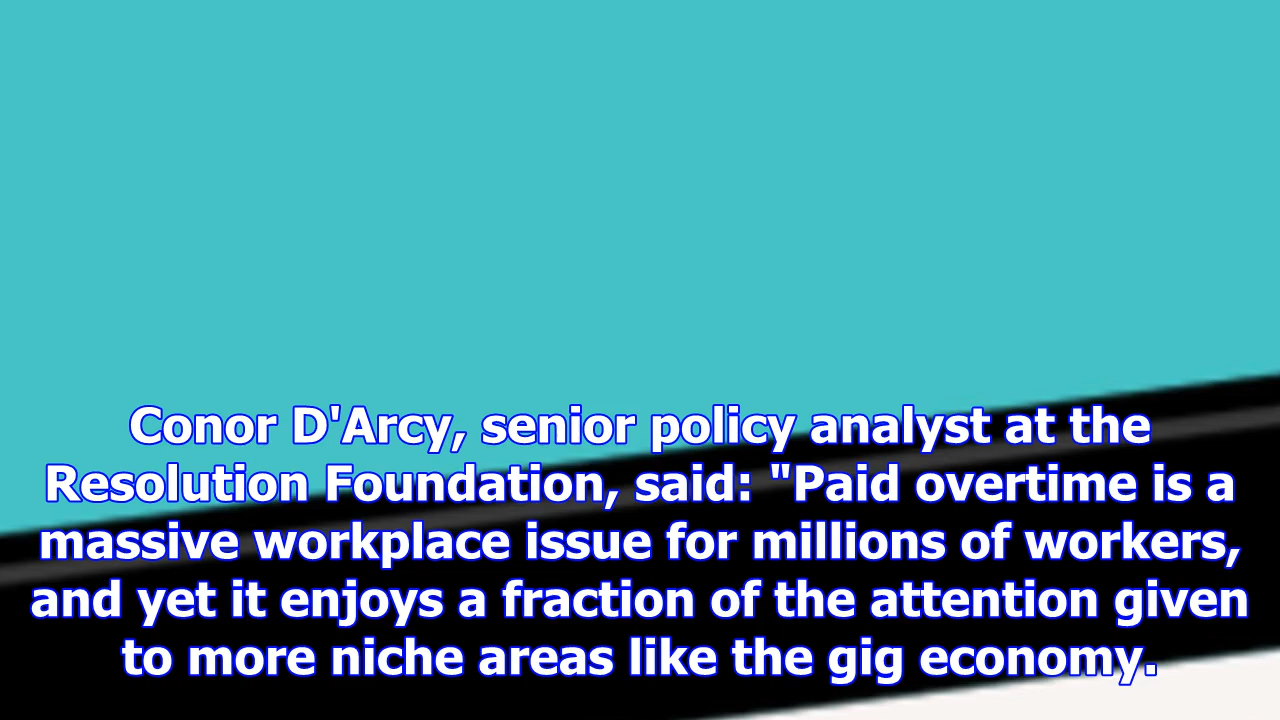 Conor D'Arcy, senior policy analyst at the
Resolution Foundation, said: "Paid overtime is a
massive workplace issue for millions of workers,
and yet it enjoys a fraction of the attention given
to more niche areas like the gig economy.